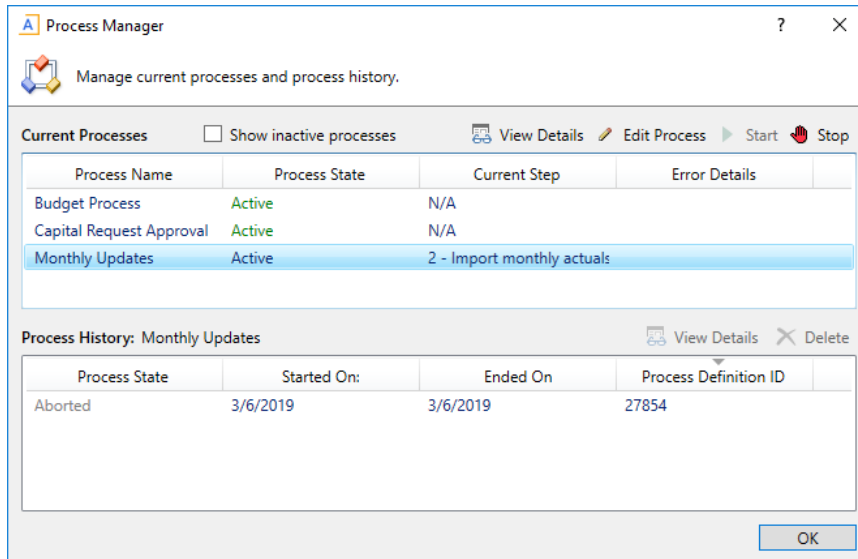 A Process Manager ?
Manage current processes and process history.
Current Processes Show inactive processes View Details Edit Process Start Stop
Process Name Process State Current Step Error Details
Budget Process Active N/A
Capital Request Approval Active N/A
Monthly Updates Active 2 - Import monthly actuals
Process History: Monthly Updates View Details Delete
Process State Started On: Ended On Process Definition ID
Aborted 3/6/2019 3/6/2019 27854
OK